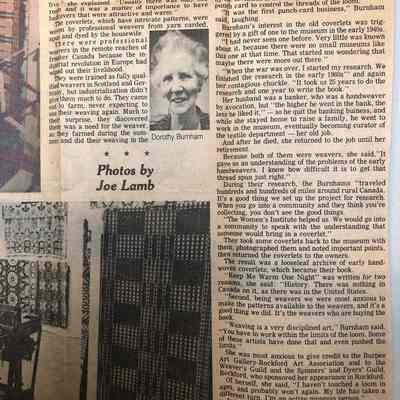 five," she explained. "Usually there was
and it was a matter of importance to have
that were attractive and warm.
The coverlets, which have intricate patterns, were
woven by professional weavers from yarn carded,
and dyed by the housewife.
There were professional
weavers in the remote reaches of
Frontier Canada because the in-
dustrial revolution in Europe had
wiped out their livelihood.
They were trained as fully qual-
ified weavers in Scotland and Ger-
many, but industrialization didn't
give them much to do. They came
to farm, never expecting to
use their weaving again. Much to
their surprise, they discovered
there was a need for the weaver,
so they farmed during the summer
and did their weaving in the
Dorothy Burnham
Photos by
Joe Lamb
punch card to control the threads of the loom.
"It was the first punch-card business," Burnham
said, laughing.
Burnham's interest in the old coverlets was trig-
gered by a gift of one to the museum in the early 1940s.
"I had never seen one before. Very little was known
about it, because there were no small museums like
this one at that time. That started me wondering that
maybe there were more out there."
"When the war was over, I started my research. We
finished the research in the early 1960s" and again
her contagious chuckle. "It took us 25 years to do the
research and one year to write the book."
Her husband was a banker, who was a handweaver
by avocation, but "the higher he went in the bank, the
less he liked it", — so he quit the banking business, and
while she stayed home to raise a family, he went to
work in the museum, eventually becoming curator of
the textile department — her old job.
And after he died, she returned to the job until her
retirement.
Because both of them were weavers, she said, "It
gave us an understanding of the problems of the early
handweavers. I knew how difficult it is to get that
thread spun just right."
During their research, the Burnhams "traveled
hundreds and hundreds of miles around rural Canada.
It's a good thing we set up the project for research.
When you go into a community and they think you're
collecting, you don't see the good things.
"The Women's Institute helped us. We would go into
a community to speak with the understanding that
someone would bring in a coverlet."
They took some coverlets back to the museum with
them, photographed them and noted important points,
then returned the coverlets to the owners.
The result was a looseleaf archive of early hand-
woven coverlets, which became their book.
"Keep Me Warm One Night" was written for two
reasons, she said: "History. There was nothing in
Canada on it, as there was in the United States.
"Second, being weavers we were most anxious to
make the patterns available to the weavers, and it's a
good thing we did. It's the weavers who are buying the
book.
"Weaving is a very disciplined art," Burnham said.
"You have to work within the limits of the loom. Some
of these artists have done that and even pushed the
limits."
She was most anxious to give credit to the Burpee
Art Gallery-Rockford Art Association and to the
Weaver's Guild and the Spinners' and Dyers' Guild,
Rockford, who sponsored her appearance in Rockford.
Of herself, she said, "I haven't touched a loom in
ages, and probably won't again. My life has taken a
different turn. I'm an